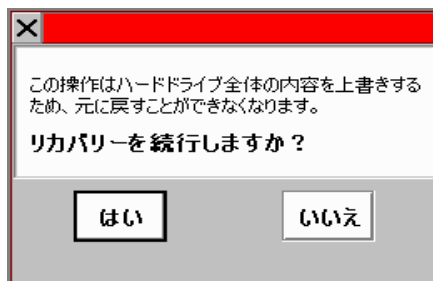 この操作はハードドライブ全体の内容を上書きする
ため、元に戻すことができなくなります。
リカバリーを続行しますか？
はい
いいえ